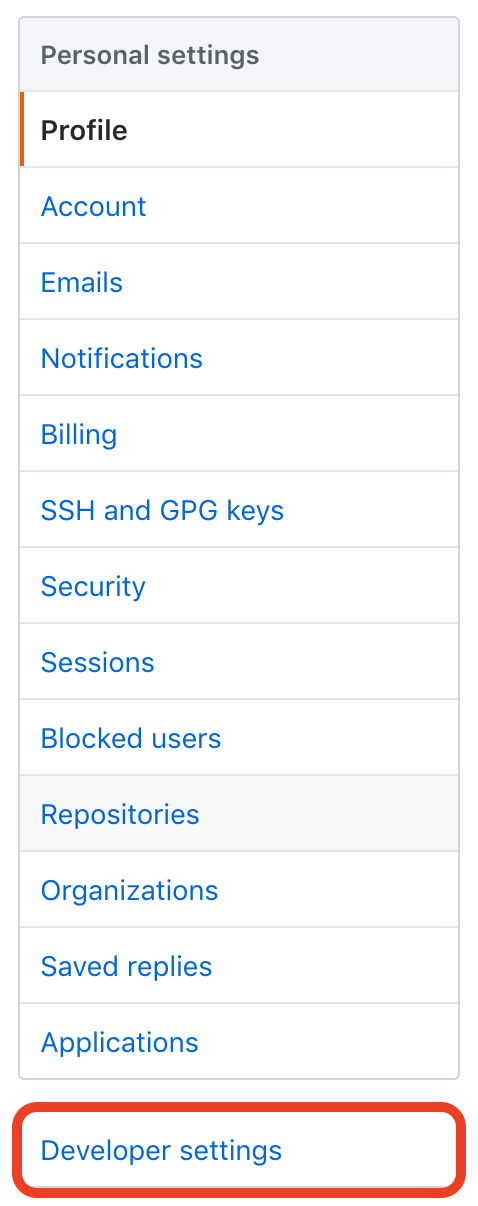 Personal settings
Profile
Account
Emails
Notifications
Billing
SSH and GPG keys
Security
Sessions
Blocked users
Repositories
Organizations
Saved replies
Applications
Developer settings